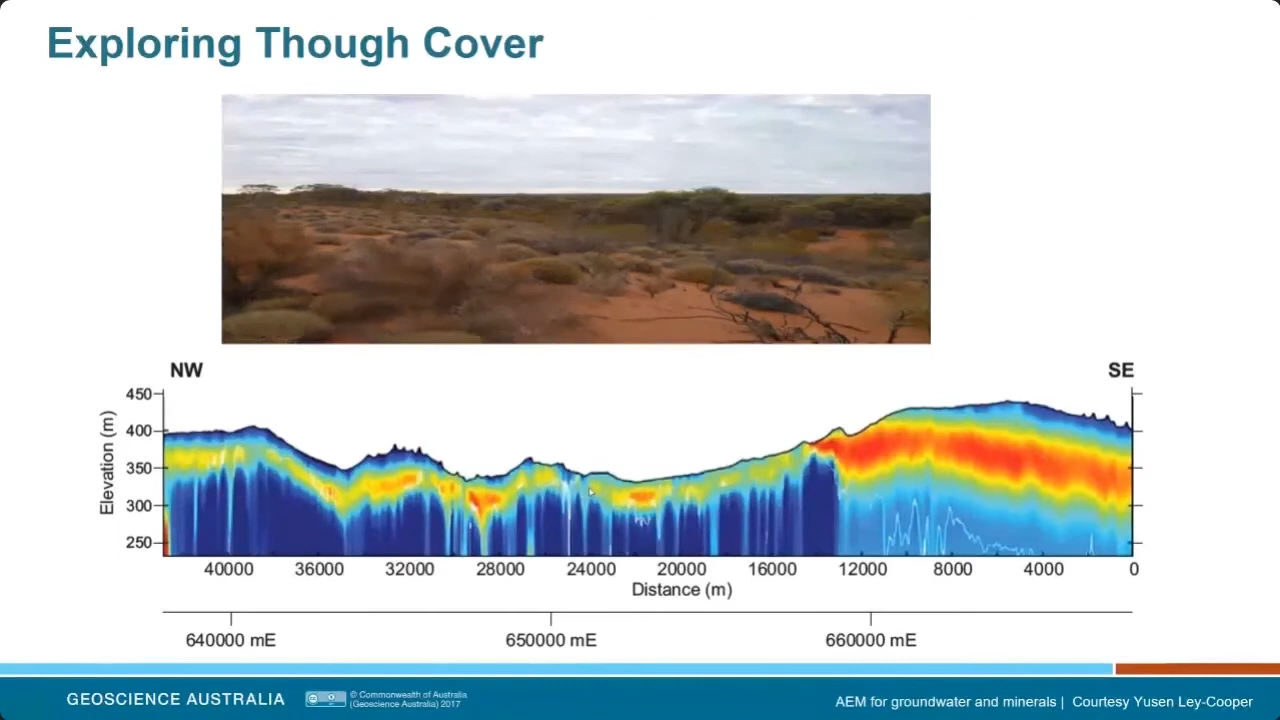 Exploring Though Cover
NW
SE
450
400
350
300
250
Elevation (m)
40000 36000 32000 28000 24000 20000 16000 12000 8000 4000 0
Distance (m)
640000 mE 650000 mE 660000 mE
GEOSCIENCE AUSTRALIA
© Commonwealth of Australia
(Geoscience Australia) 2017
AEM for groundwater and minerals | Courtesy Yusen Ley-Cooper